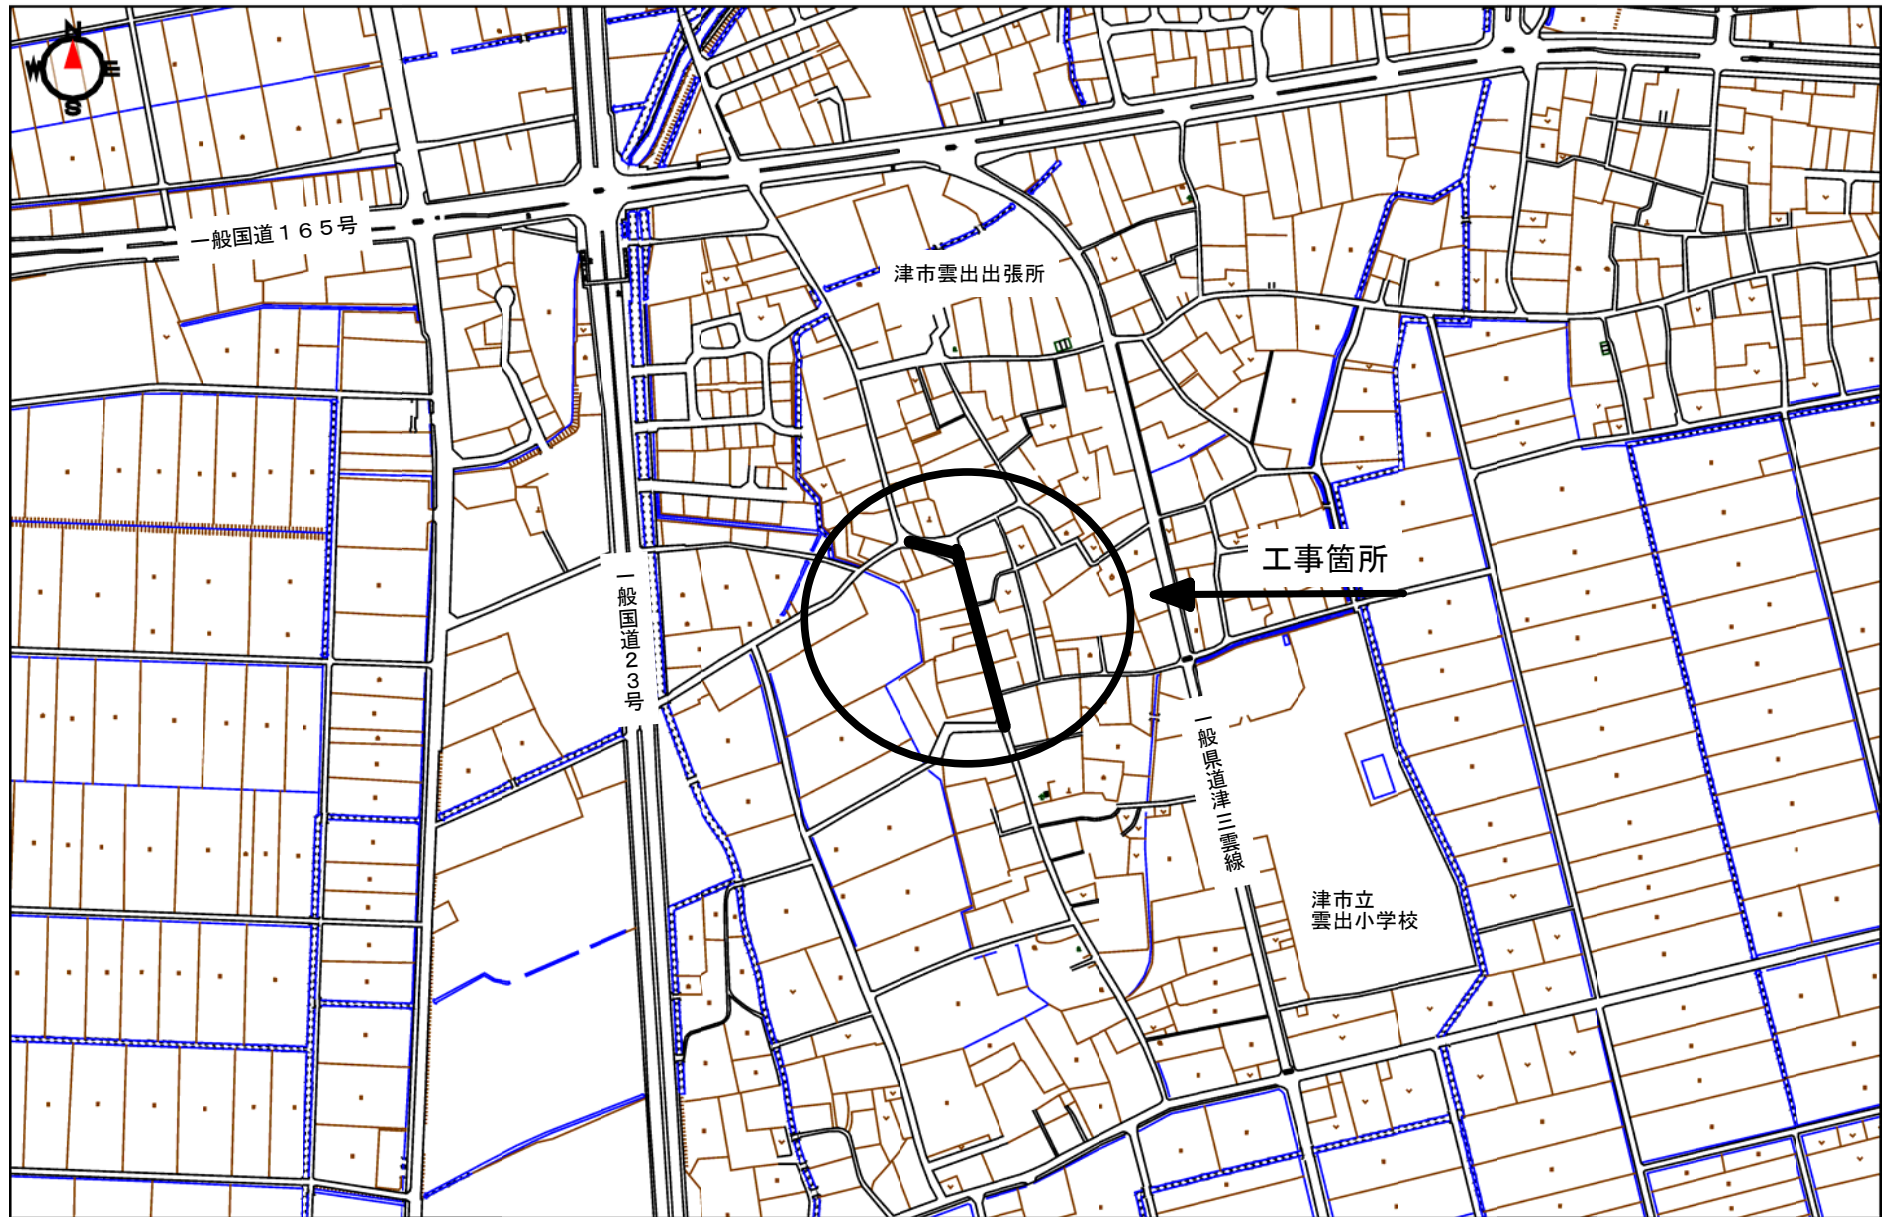 N
W
E
S
一般国道１６５号
津市雲出出張所
工事箇所
一般国道２３号
一般県道津三雲線
津市立
雲出小学校